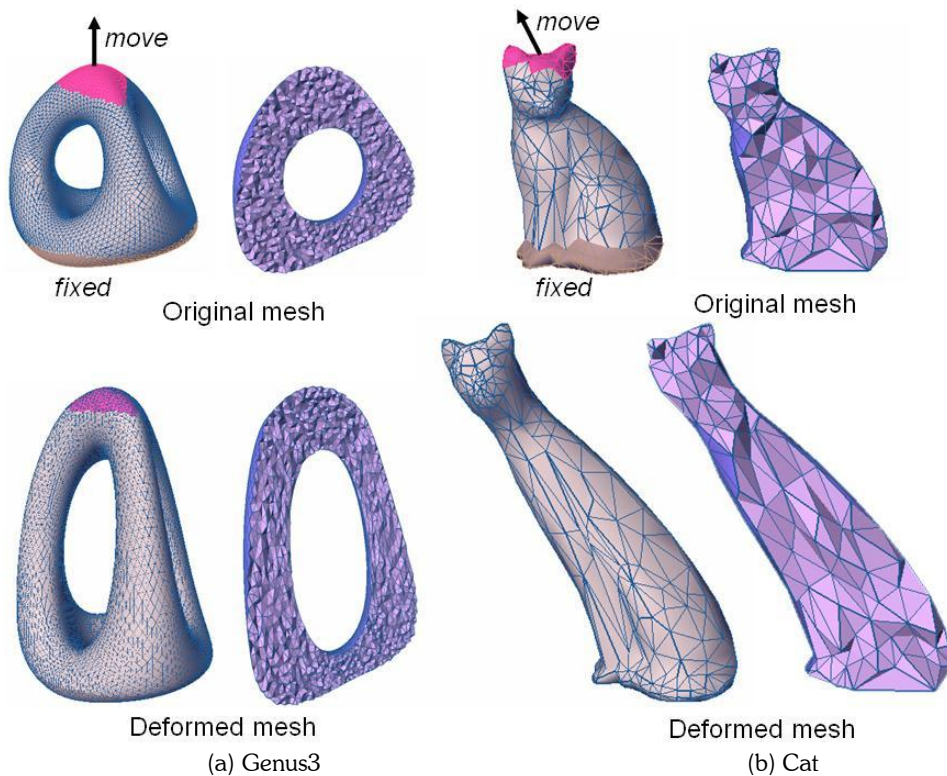 move
move
fixed
fixed
Original mesh
Original mesh
Deformed mesh
Deformed mesh
(a) Genus3
(b) Cat